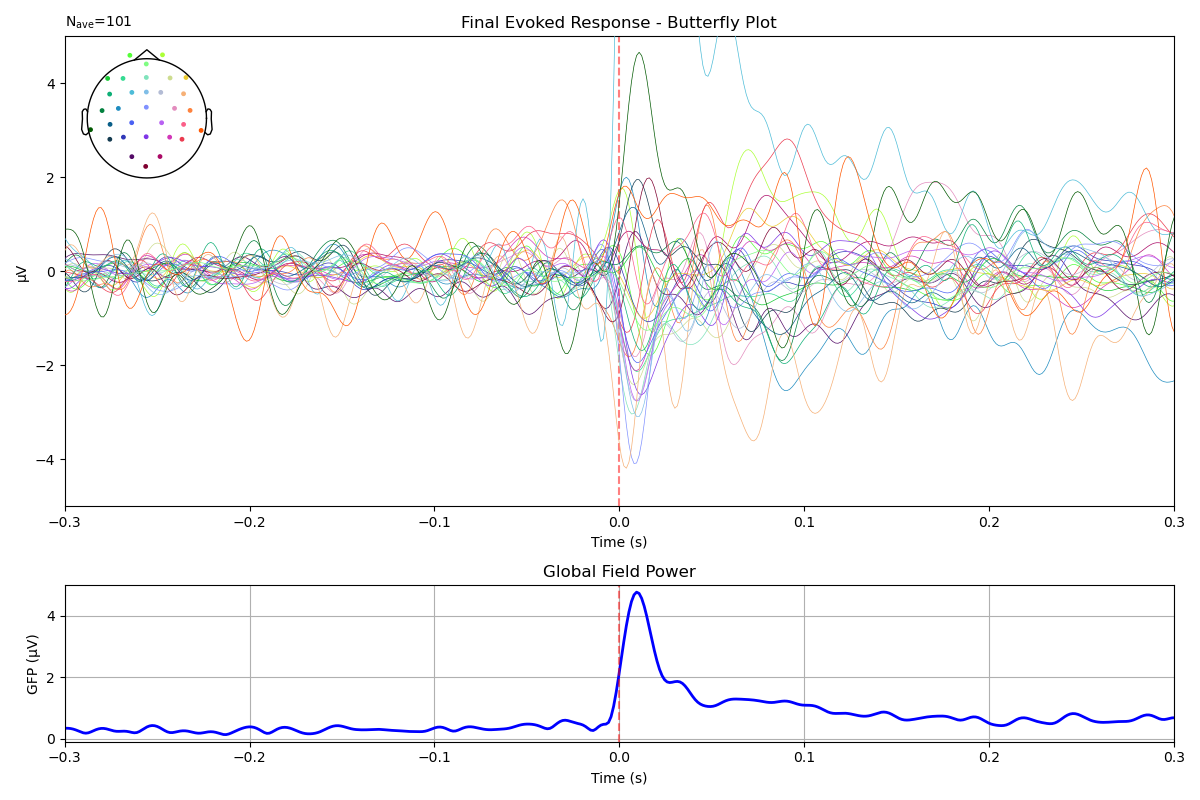 N_ave=101
Final Evoked Response - Butterfly Plot
4
2
0
−2
−4
µV
−0.3 −0.2 −0.1 0.0 0.1 0.2 0.3
Time (s)
Global Field Power
4
2
0
GFP (µV)
−0.3 −0.2 −0.1 0.0 0.1 0.2 0.3
Time (s)